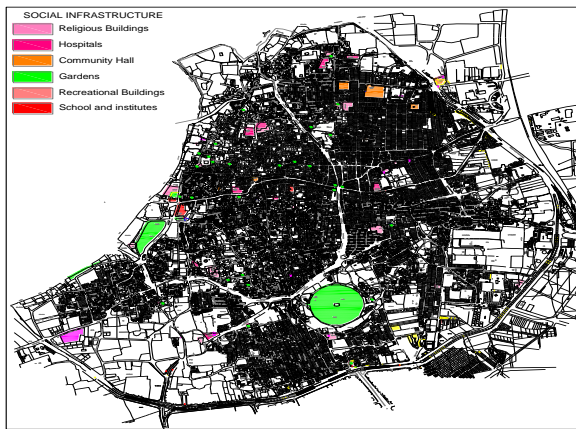 SOCIAL INFRASTRUCTURE
Religious Buildings
Hospitals
Community Hall
Gardens
Recreational Buildings
School and institutes